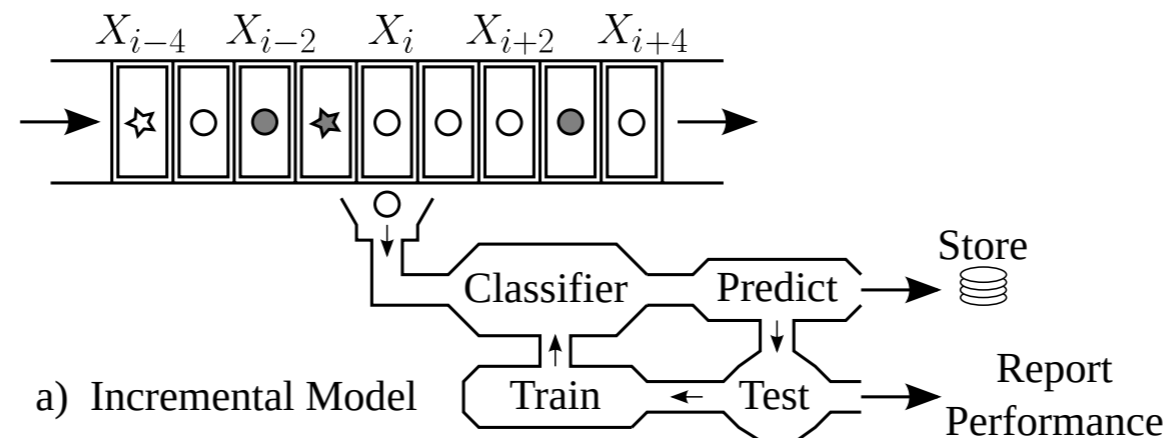 X_{i-4} X_{i-2} X_i X_{i+2} X_{i+4}
Store
Classifier Predict
Report
a) Incremental Model Train Test
Performance